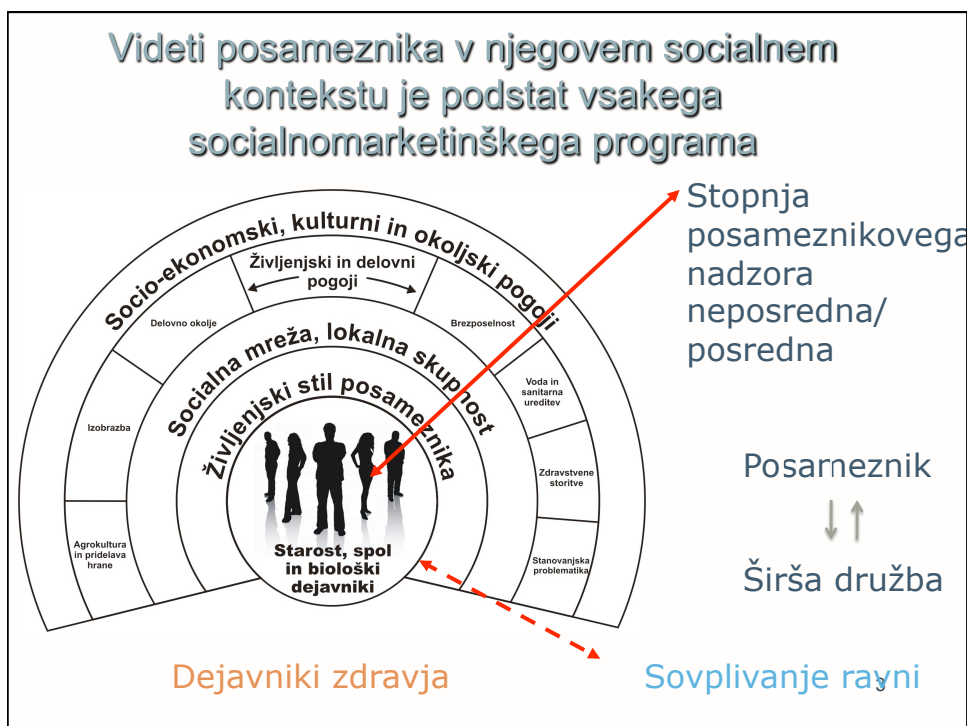 Videti posameznika v njegovem socialnem
kontekstu je podstat vsakega
socialnomarketinškega programa
Socio-ekonomski, kulturni in okoljski pogoji
Življenjski in delovni
pogoji
Delovno okolje
Brezposelnost
Izobrazba
Voda in
sanitarna
ureditev
Agrokultura
in pridelava
hrane
Zdravstvene
storitve
Stanovanjska
problematika
Socialna mreža, lokalna skupnost
Življenjski stil posameznika
Starost, spol
in biološki
dejavniki
Stopnja
posameznikovega
nadzora
neposredna/
posredna
Posameznik
Širša družba
Dejavniki zdravja
Sovplivanje ravni
3